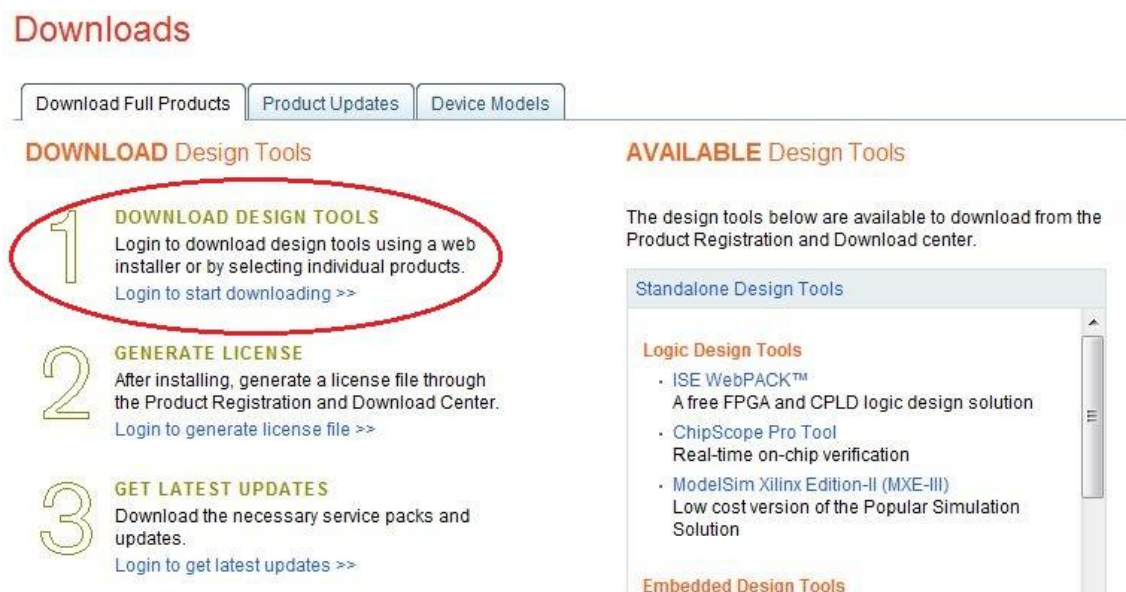 Downloads
Download Full Products
Product Updates
Device Models
DOWNLOAD Design Tools
1
DOWNLOAD DESIGN TOOLS
Login to download design tools using a web
installer or by selecting individual products.
Login to start downloading >>
2
GENERATE LICENSE
After installing, generate a license file through
the Product Registration and Download Center.
Login to generate license file >>
3
GET LATEST UPDATES
Download the necessary service packs and
updates.
Login to get latest updates >>
AVAILABLE Design Tools
The design tools below are available to download from the
Product Registration and Download center.
Standalone Design Tools
Logic Design Tools
· ISE WebPACK™
A free FPGA and CPLD logic design solution
· ChipScope Pro Tool
Real-time on-chip verification
· ModelSim Xilinx Edition-II (MXE-III)
Low cost version of the Popular Simulation
Solution
Embedded Design Tools